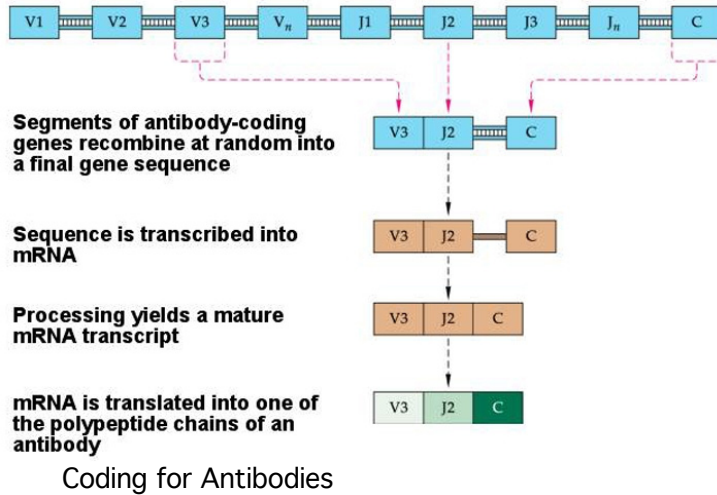 V1 V2 V3 Vn J1 J2 J3 Jn C
Segments of antibody-coding
genes recombine at random into
a final gene sequence
V3 J2 C
Sequence is transcribed into
mRNA
V3 J2 C
Processing yields a mature
mRNA transcript
V3 J2 C
mRNA is translated into one of
the polypeptide chains of an
antibody
V3 J2 C
Coding for Antibodies